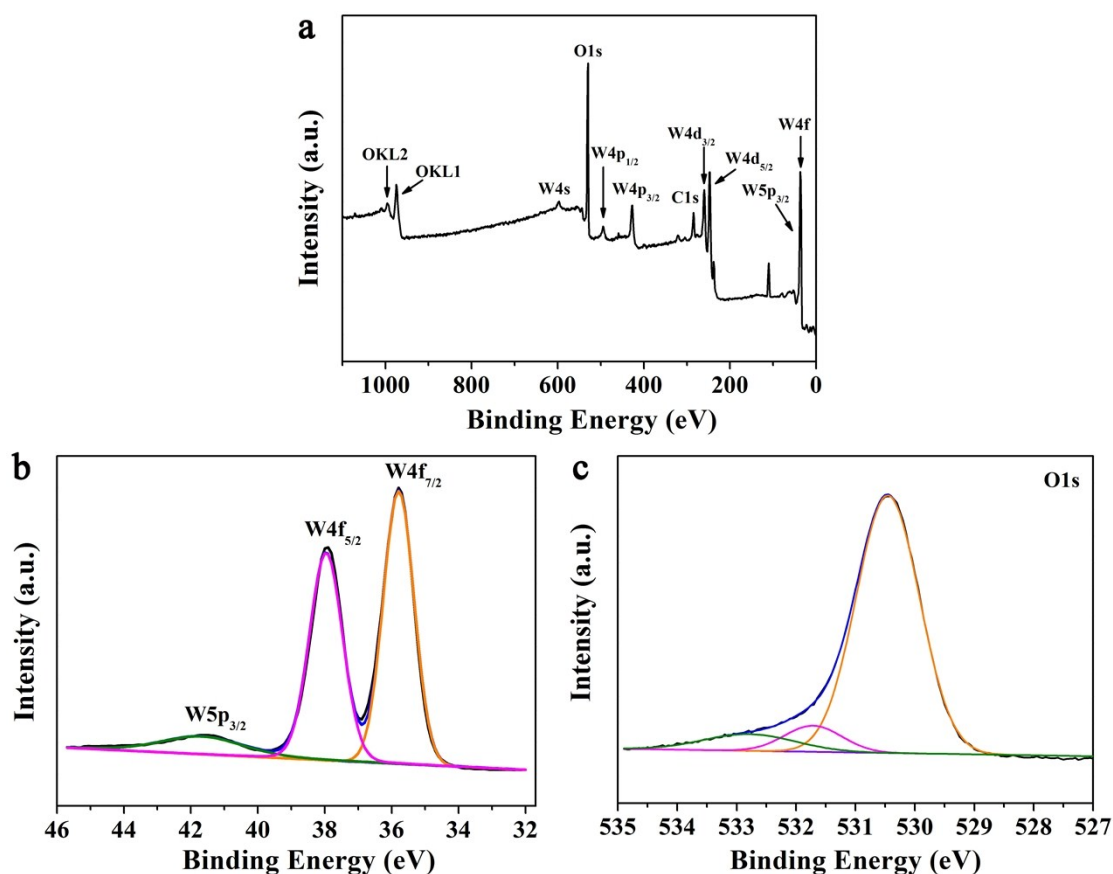 a
O1s
W4f
W4d3/2
W4p1/2
W4d5/2
OKL2
OKL1
W4s
W4p3/2
C1s
W5p3/2
Intensity (a.u.)
1000 800 600 400 200 0
Binding Energy (eV)
b
W4f7/2
W4f5/2
W5p3/2
Intensity (a.u.)
46 44 42 40 38 36 34 32
Binding Energy (eV)
c
O1s
Intensity (a.u.)
535 534 533 532 531 530 529 528 527
Binding Energy (eV)